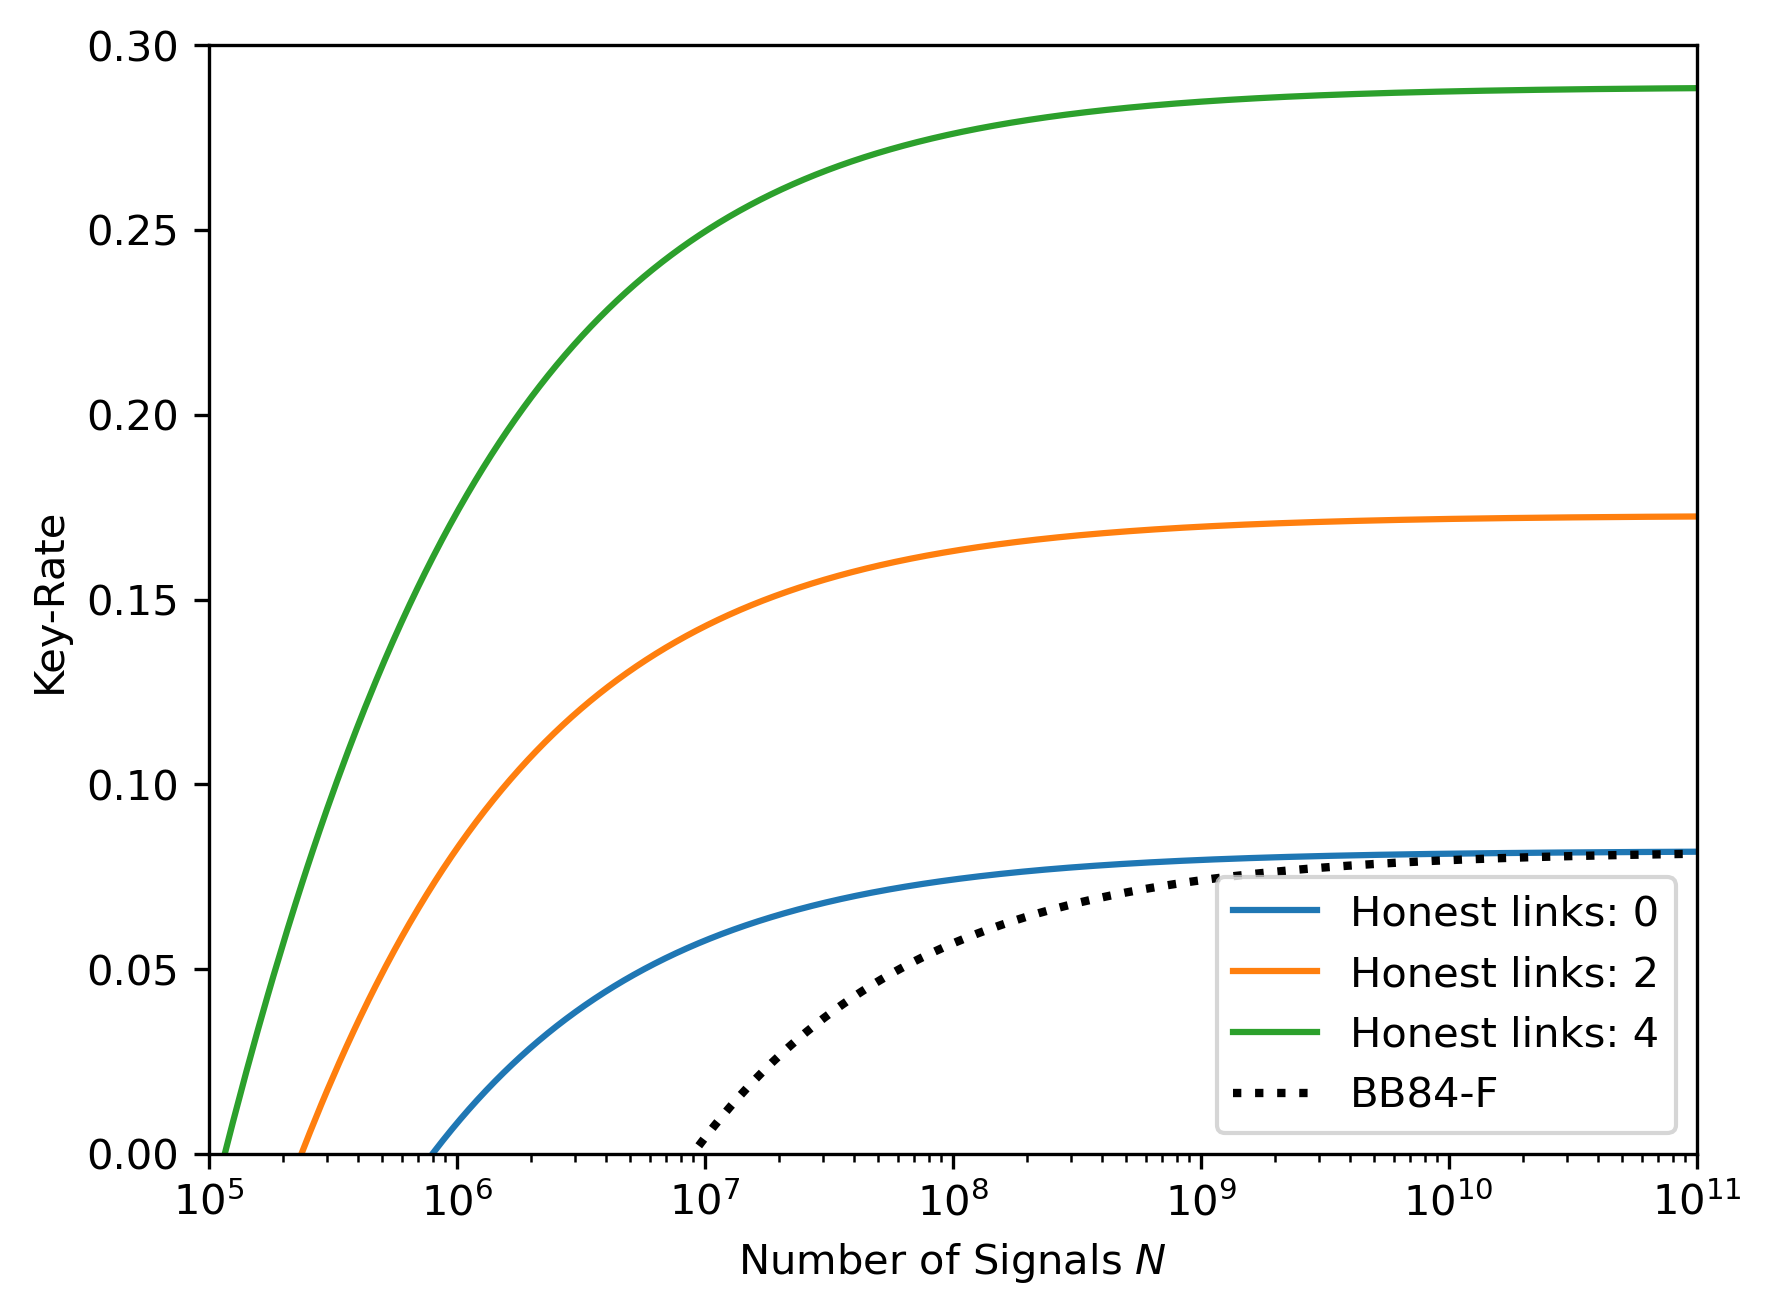 0.30
0.25
0.20
0.15
0.10
0.05
0.00
Key-Rate
10⁵ 10⁶ 10⁷ 10⁸ 10⁹ 10¹⁰ 10¹¹
Number of Signals N
Honest links: 0
Honest links: 2
Honest links: 4
BB84-F